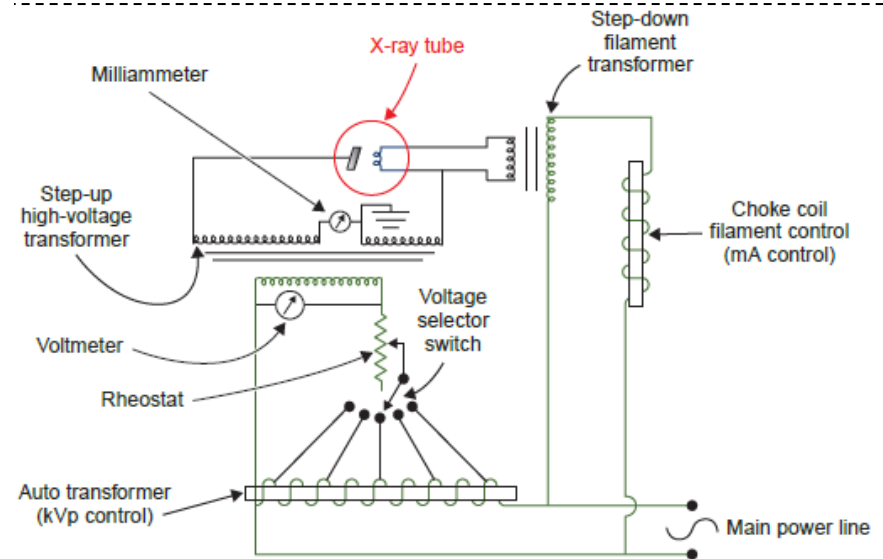 Step-down
filament
transformer
X-ray tube
Milliammeter
Step-up
high-voltage
transformer
Choke coil
filament control
(mA control)
Voltage
selector
switch
Voltmeter
Rheostat
Auto transformer
(kVp control)
Main power line